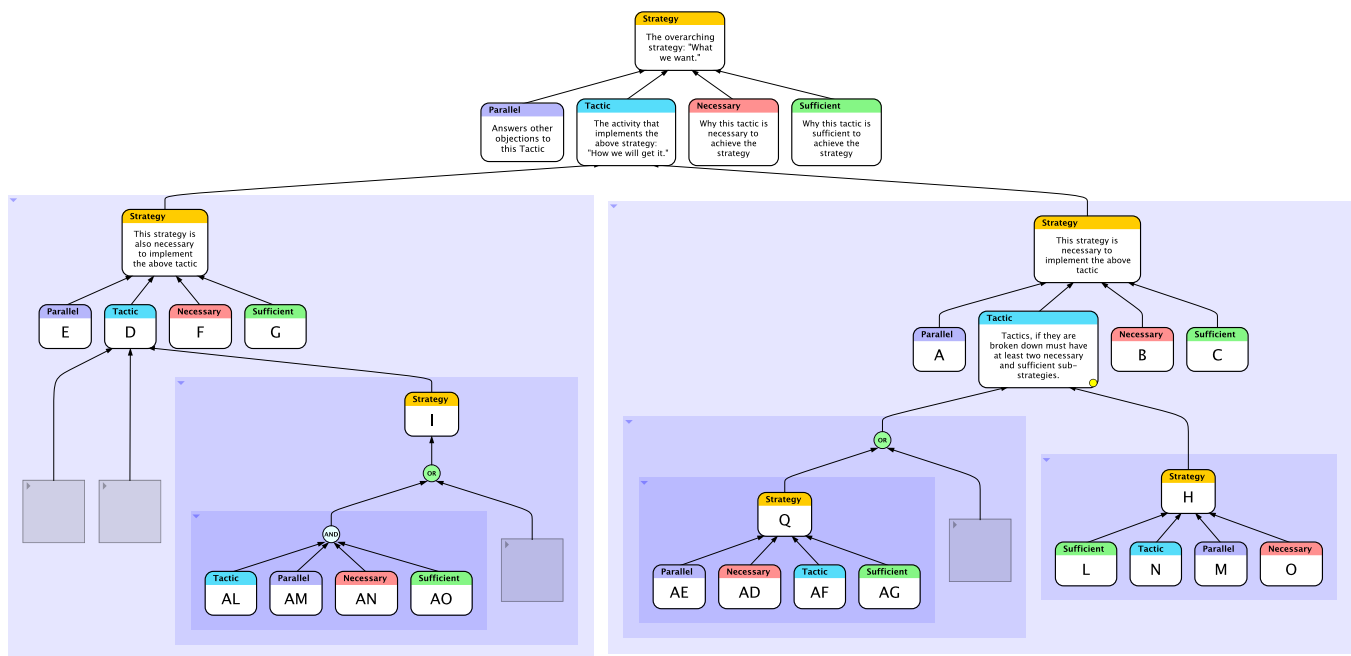 Strategy
The overarching
strategy: "What
we want."
Parallel
Answers other
objections to
this Tactic
Tactic
The activity that
implements the
above strategy:
"How we will get it."
Necessary
Why this tactic is
necessary to
achieve the
strategy
Sufficient
Why this tactic is
sufficient to
achieve the
strategy
Strategy
This strategy is
also necessary
to implement
the above tactic
Parallel
E
Tactic
D
Necessary
F
Sufficient
G
Strategy
I
OR
AND
Tactic
AL
Parallel
AM
Necessary
AN
Sufficient
AO
Strategy
This strategy is
necessary to
implement the above
tactic
Parallel
A
Tactic
Tactics, if they are
broken down must have
at least two necessary
and sufficient sub-
strategies.
Necessary
B
Sufficient
C
OR
Strategy
Q
Parallel
AE
Necessary
AD
Tactic
AF
Sufficient
AG
Strategy
H
Sufficient
L
Tactic
N
Parallel
M
Necessary
O